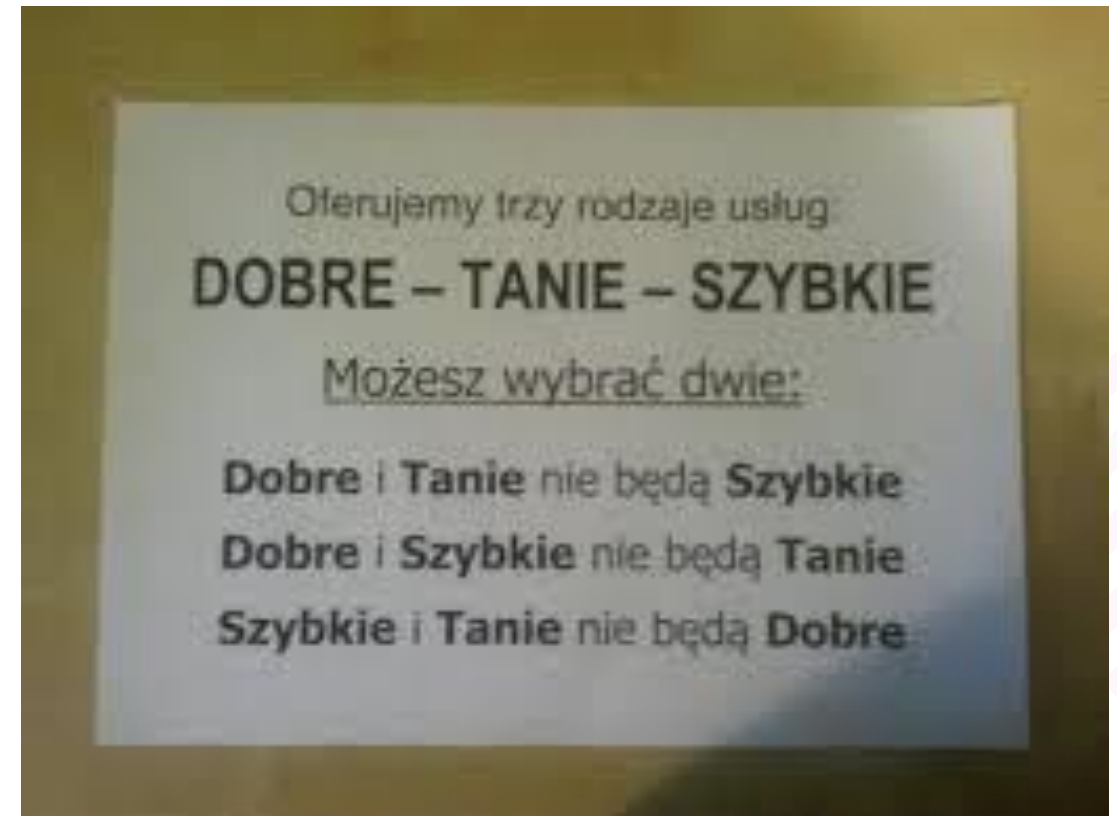 Oferujemy trzy rodzaje usług:
DOBRE – TANIE – SZYBKIE
Możesz wybrać dwie:
Dobre i Tanie nie będą Szybkie
Dobre i Szybkie nie będą Tanie
Szybkie i Tanie nie będą Dobre